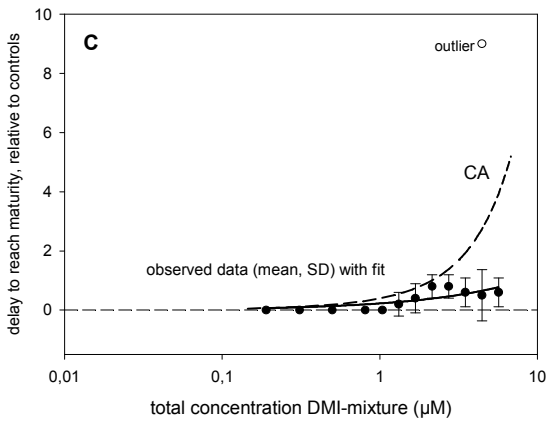 delay to reach maturity, relative to controls
10
8
6
4
2
0
C
outlier
CA
observed data (mean, SD) with fit
0,01
0,1
1
10
total concentration DMI-mixture (µM)